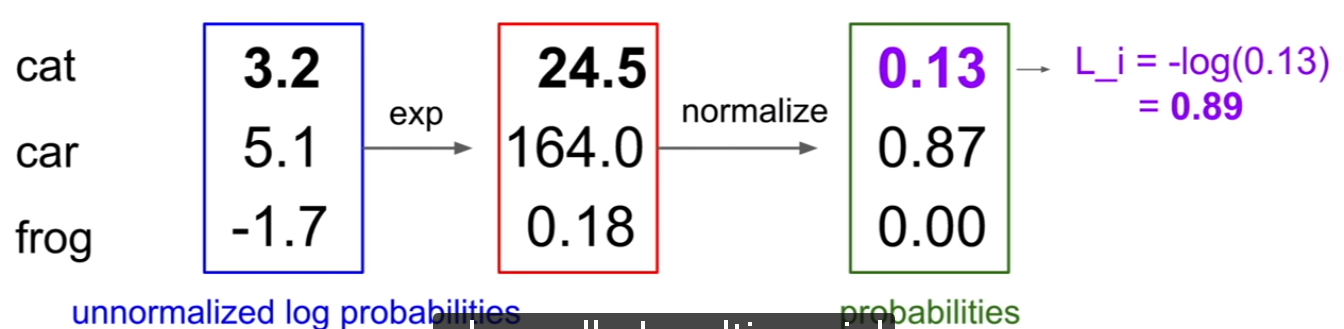 cat 3.2 24.5 0.13 L_i = -log(0.13)
exp normalize = 0.89
car 5.1 164.0 0.87
frog -1.7 0.18 0.00
unnormalized log probabilities probabilities